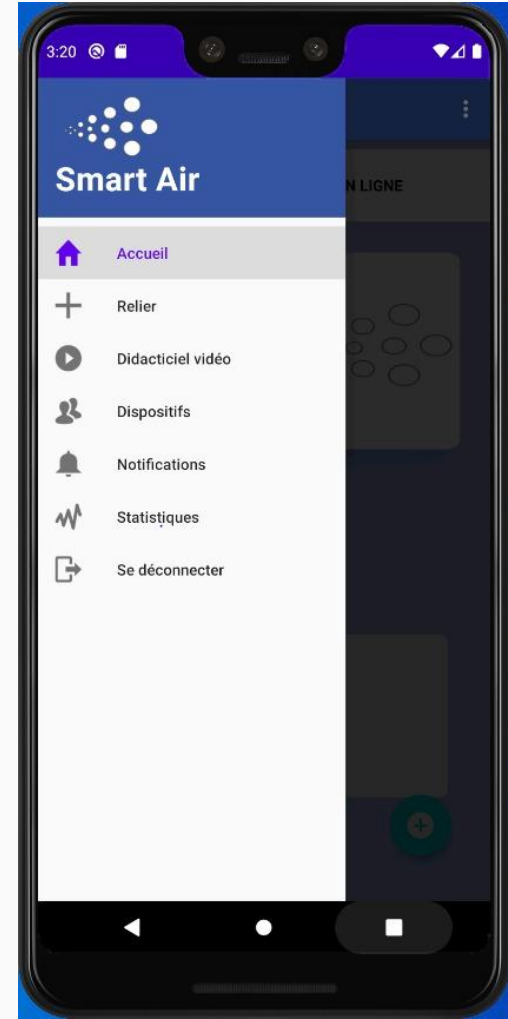 3:20
Smart Air
N LIGNE
Accueil
Relier
Didacticiel vidéo
Dispositifs
Notifications
Statistiques
Se déconnecter